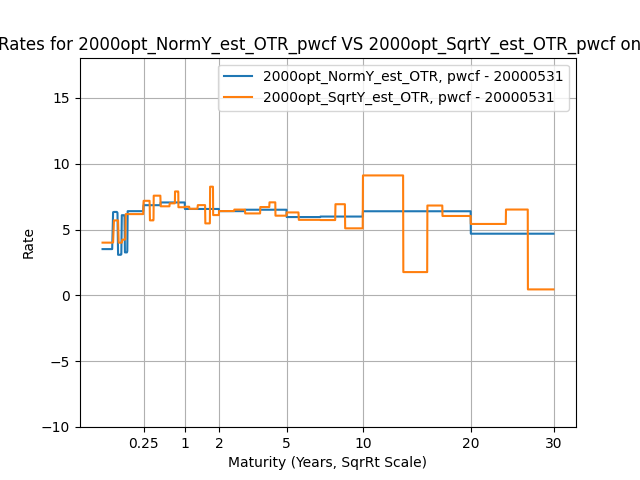 Rates for 2000opt_NormY_est_OTR_pwcf VS 2000opt_SqrtY_est_OTR_pwcf on
2000opt_NormY_est_OTR, pwcf - 20000531
2000opt_SqrtY_est_OTR, pwcf - 20000531
15
10
5
0
−5
−10
Rate
0.25 1 2 5 10 20 30
Maturity (Years, SqrRt Scale)